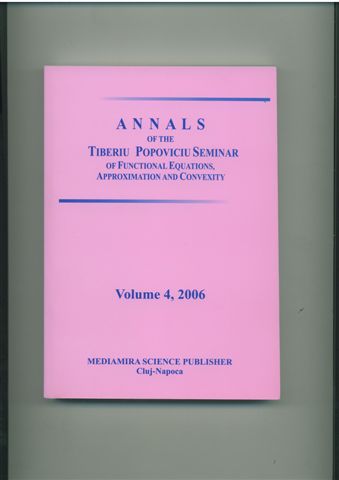 ANNALS
OF THE
TIBERIU POPOVICIU SEMINAR
OF FUNCTIONAL EQUATIONS,
APPROXIMATION AND CONVEXITY
Volume 4, 2006
MEDIAMIRA SCIENCE PUBLISHER
Cluj-Napoca